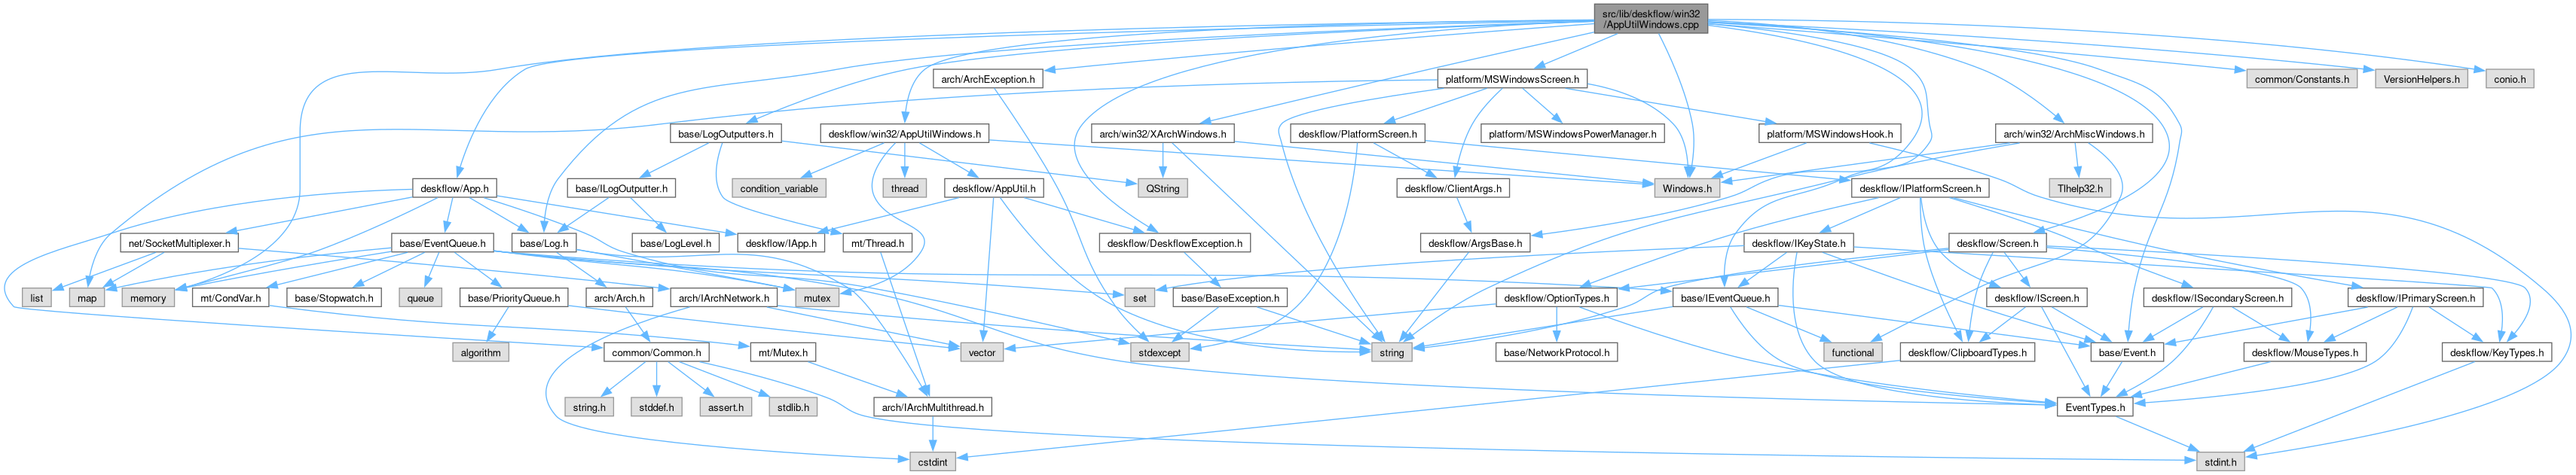 src/lib/deskflow/win32
/AppUtilWindows.cpp
arch/ArchException.h
platform/MSWindowsScreen.h
common/Constants.h
VersionHelpers.h
conio.h
base/LogOutputters.h
deskflow/win32/AppUtilWindows.h
arch/win32/XArchWindows.h
deskflow/PlatformScreen.h
platform/MSWindowsPowerManager.h
platform/MSWindowsHook.h
arch/win32/ArchMiscWindows.h
deskflow/App.h
base/ILogOutputter.h
condition_variable
thread
deskflow/AppUtil.h
QString
deskflow/ClientArgs.h
Windows.h
deskflow/IPlatformScreen.h
Tlhelp32.h
net/SocketMultiplexer.h
base/EventQueue.h
base/Log.h
base/LogLevel.h
deskflow/IApp.h
mt/Thread.h
deskflow/DeskflowException.h
deskflow/ArgsBase.h
deskflow/IKeyState.h
deskflow/Screen.h
list
map
memory
mt/CondVar.h
base/Stopwatch.h
queue
base/PriorityQueue.h
arch/Arch.h
arch/IArchNetwork.h
mutex
set
base/BaseException.h
deskflow/OptionTypes.h
base/IEventQueue.h
deskflow/IScreen.h
deskflow/ISecondaryScreen.h
deskflow/IPrimaryScreen.h
algorithm
common/Common.h
mt/Mutex.h
vector
stdexcept
string
base/NetworkProtocol.h
functional
deskflow/ClipboardTypes.h
base/Event.h
deskflow/MouseTypes.h
deskflow/KeyTypes.h
string.h
stddef.h
assert.h
stdlib.h
arch/IArchMultithread.h
EventTypes.h
cstdint
stdint.h